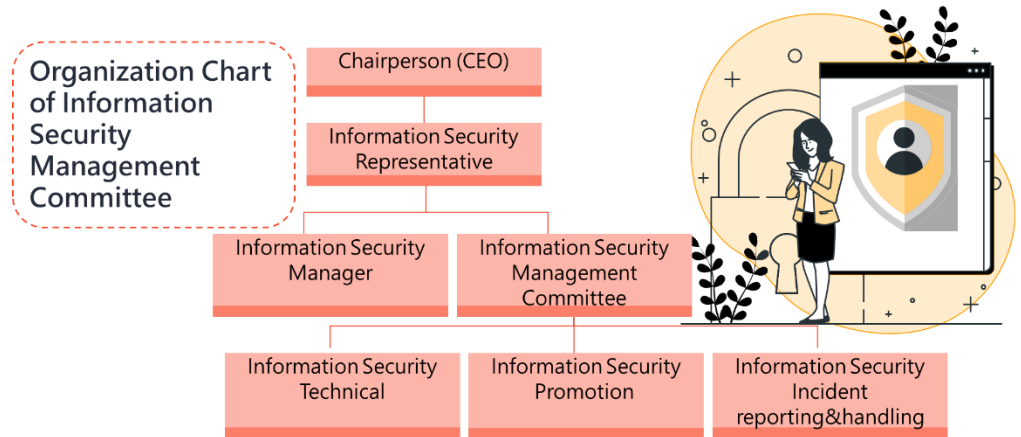 Organization Chart
of Information
Security
Management
Committee
Chairperson (CEO)
Information Security
Representative
Information Security
Manager
Information Security
Management
Committee
Information Security
Technical
Information Security
Promotion
Information Security
Incident
reporting&handling